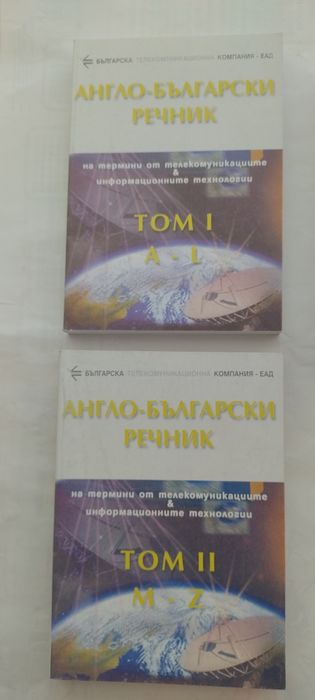 БЪЛГАРСКА ТЕЛЕКОМУНИКАЦИОННА КОМПАНИЯ - ЕАД
АНГЛО-БЪЛГАРСКИ
РЕЧНИК
на термини от телекомуникациите
&
информационните технологии
ТОМ I
A - L
БЪЛГАРСКА ТЕЛЕКОМУНИКАЦИОННА КОМПАНИЯ - ЕАД
АНГЛО-БЪЛГАРСКИ
РЕЧНИК
на термини от телекомуникациите
&
информационните технологии
ТОМ II
M - Z